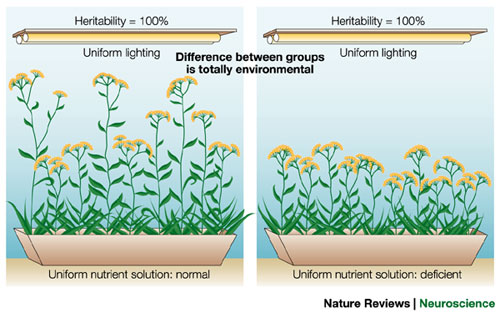 Heritability = 100%
Uniform lighting
Heritability = 100%
Uniform lighting
Difference between groups
is totally environmental
Uniform nutrient solution: normal
Uniform nutrient solution: deficient
Nature Reviews | Neuroscience